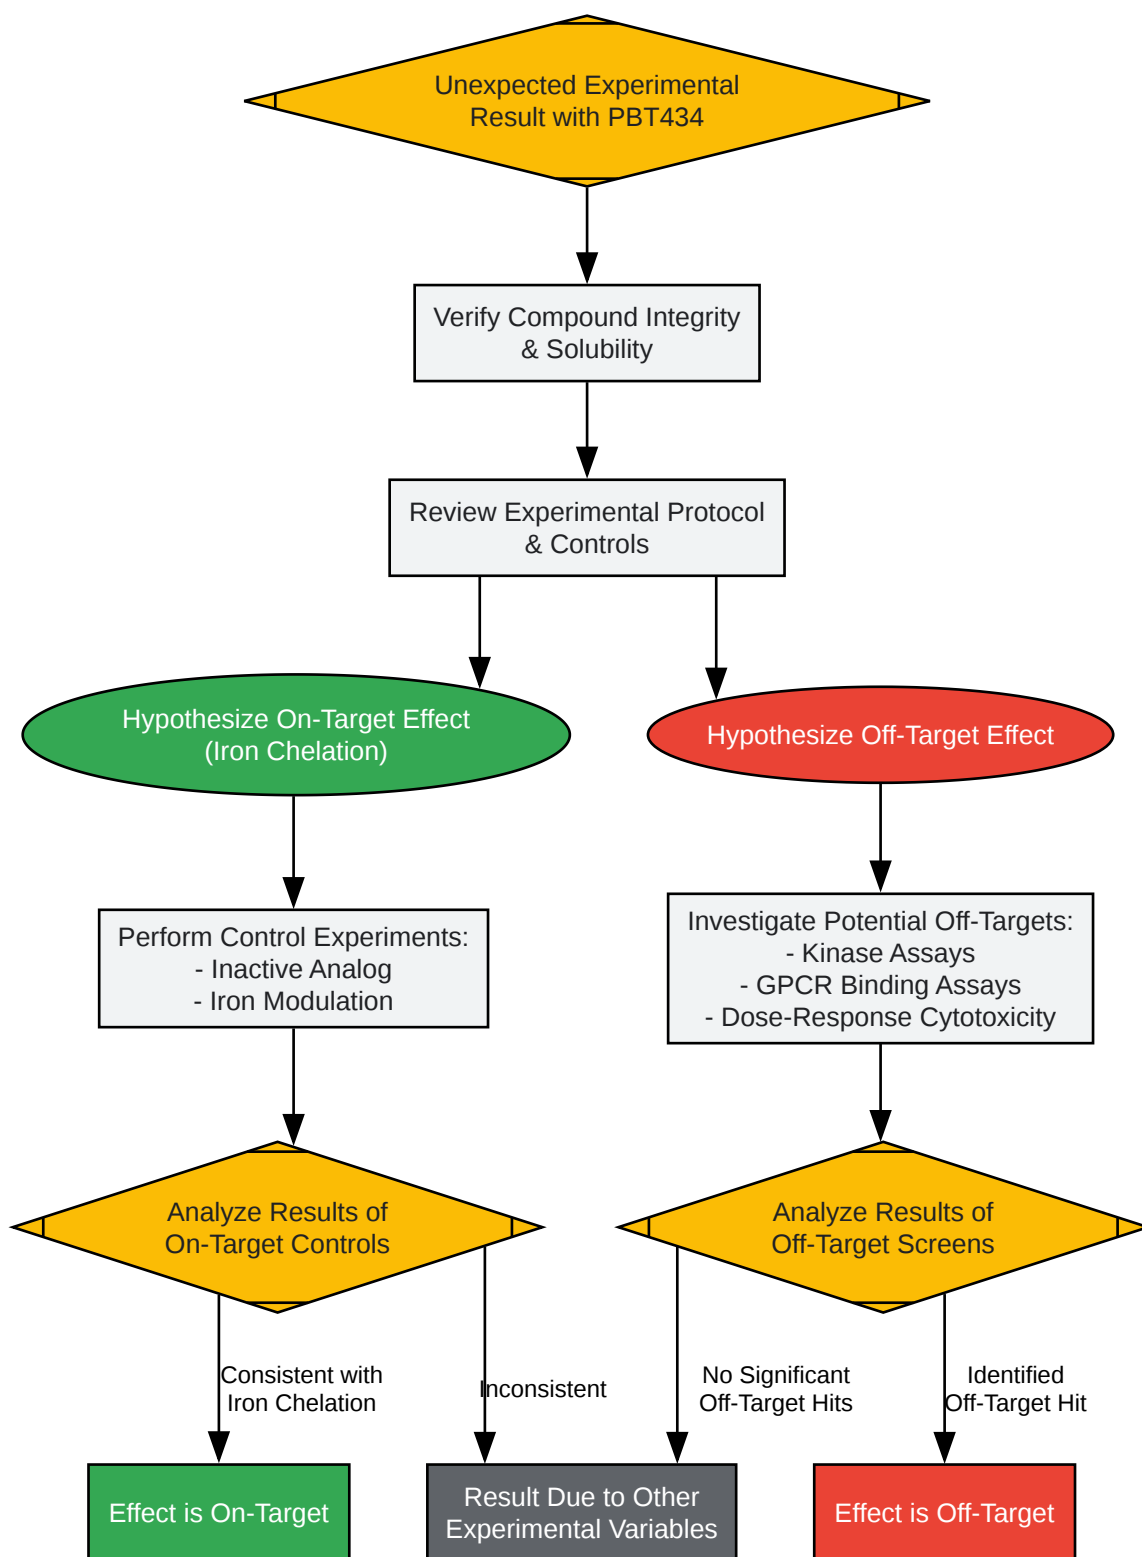 Unexpected Experimental
Result with PBT434
Verify Compound Integrity
& Solubility
Review Experimental Protocol
& Controls
Hypothesize On-Target Effect
(Iron Chelation)
Hypothesize Off-Target Effect
Perform Control Experiments:
- Inactive Analog
- Iron Modulation
Investigate Potential Off-Targets:
- Kinase Assays
- GPCR Binding Assays
- Dose-Response Cytotoxicity
Analyze Results of
On-Target Controls
Analyze Results of
Off-Target Screens
Consistent with
Iron Chelation
Inconsistent
No Significant
Off-Target Hits
Identified
Off-Target Hit
Effect is On-Target
Result Due to Other
Experimental Variables
Effect is Off-Target